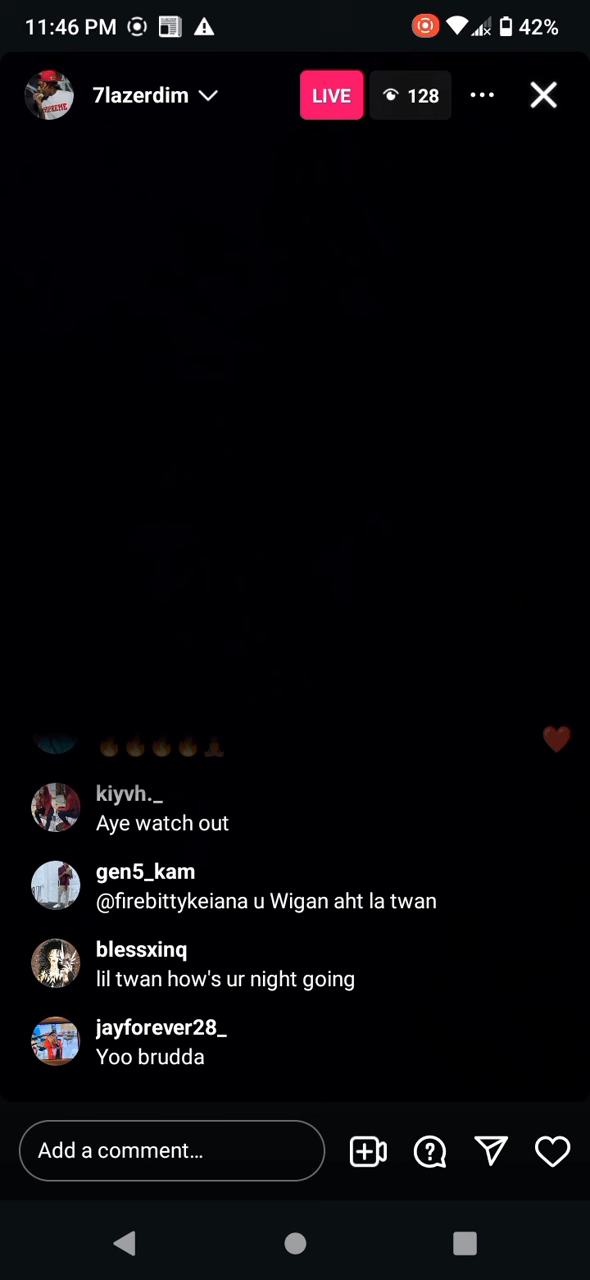 11:46 PM
42%
7lazerdim
LIVE
128
kiyvh._
Aye watch out
gen5_kam
@firebittykeiana u Wigan aht la twan
blessxinq
lil twan how's ur night going
jayforever28_
Yoo brudda
Add a comment...